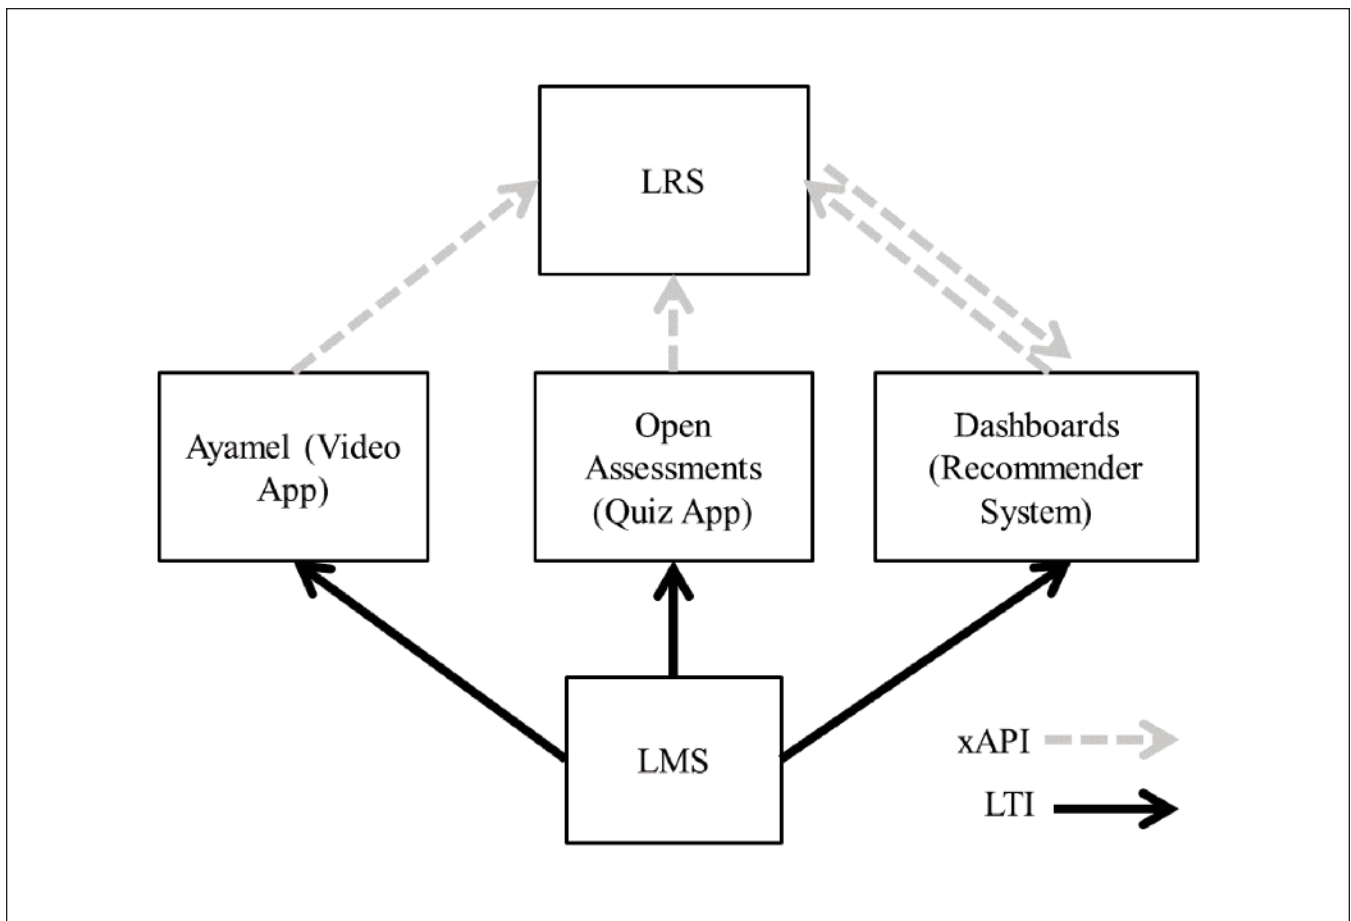 LRS
Ayamel (Video
App)
Open
Assessments
(Quiz App)
Dashboards
(Recommender
System)
LMS
xAPI
LTI